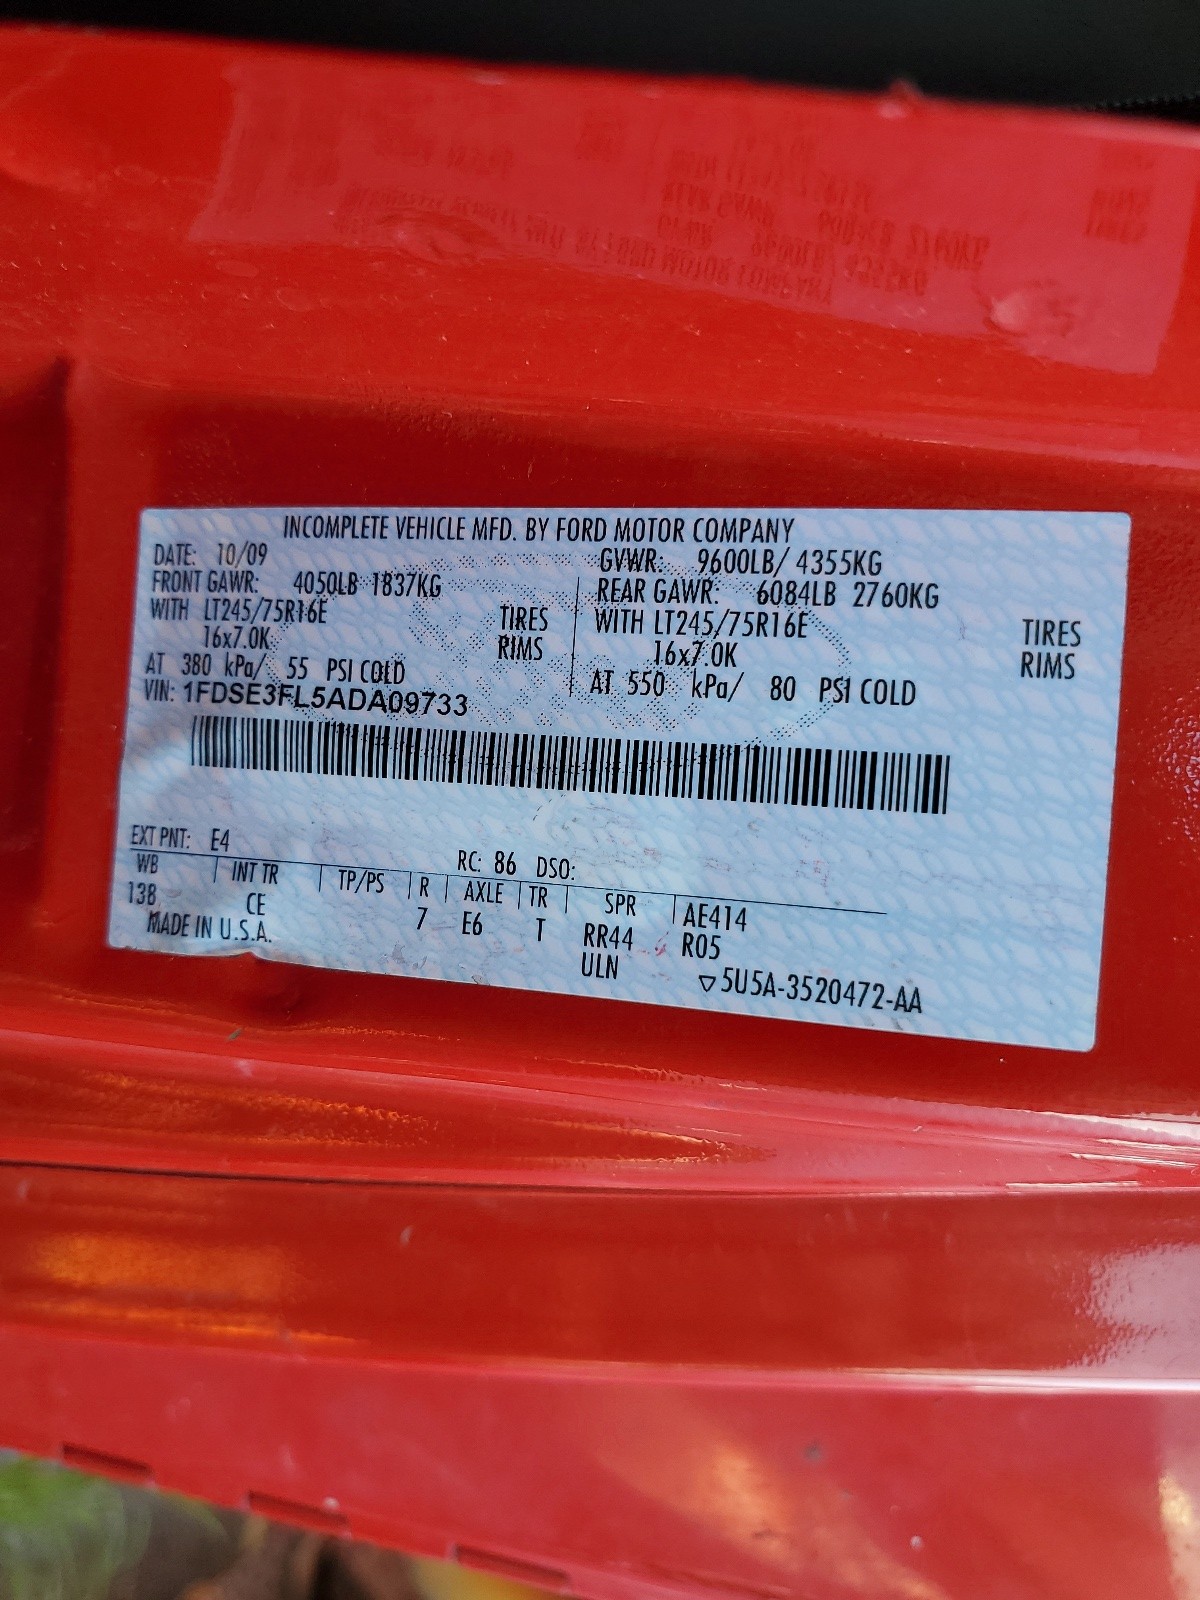 INCOMPLETE VEHICLE MFD. BY FORD MOTOR COMPANY
DATE: 10/09 GVWR: 9600LB/ 4355KG
FRONT GAWR: 4050LB 1837KG REAR GAWR: 6084LB 2760KG
WITH LT245/75R16E TIRES WITH LT245/75R16E TIRES
16x7.0K RIMS 16x7.0K RIMS
AT 380 kPa/ 55 PSI COLD AT 550 kPa/ 80 PSI COLD
VIN: 1FDSE3FL5ADA09733
EXT PNT: E4 RC: 86 DSO:
WB INT TR TP/PS R AXLE TR SPR AE414
138 CE 7 E6 T RR44 R05
MADE IN U.S.A. ULN ▽5U5A-3520472-AA